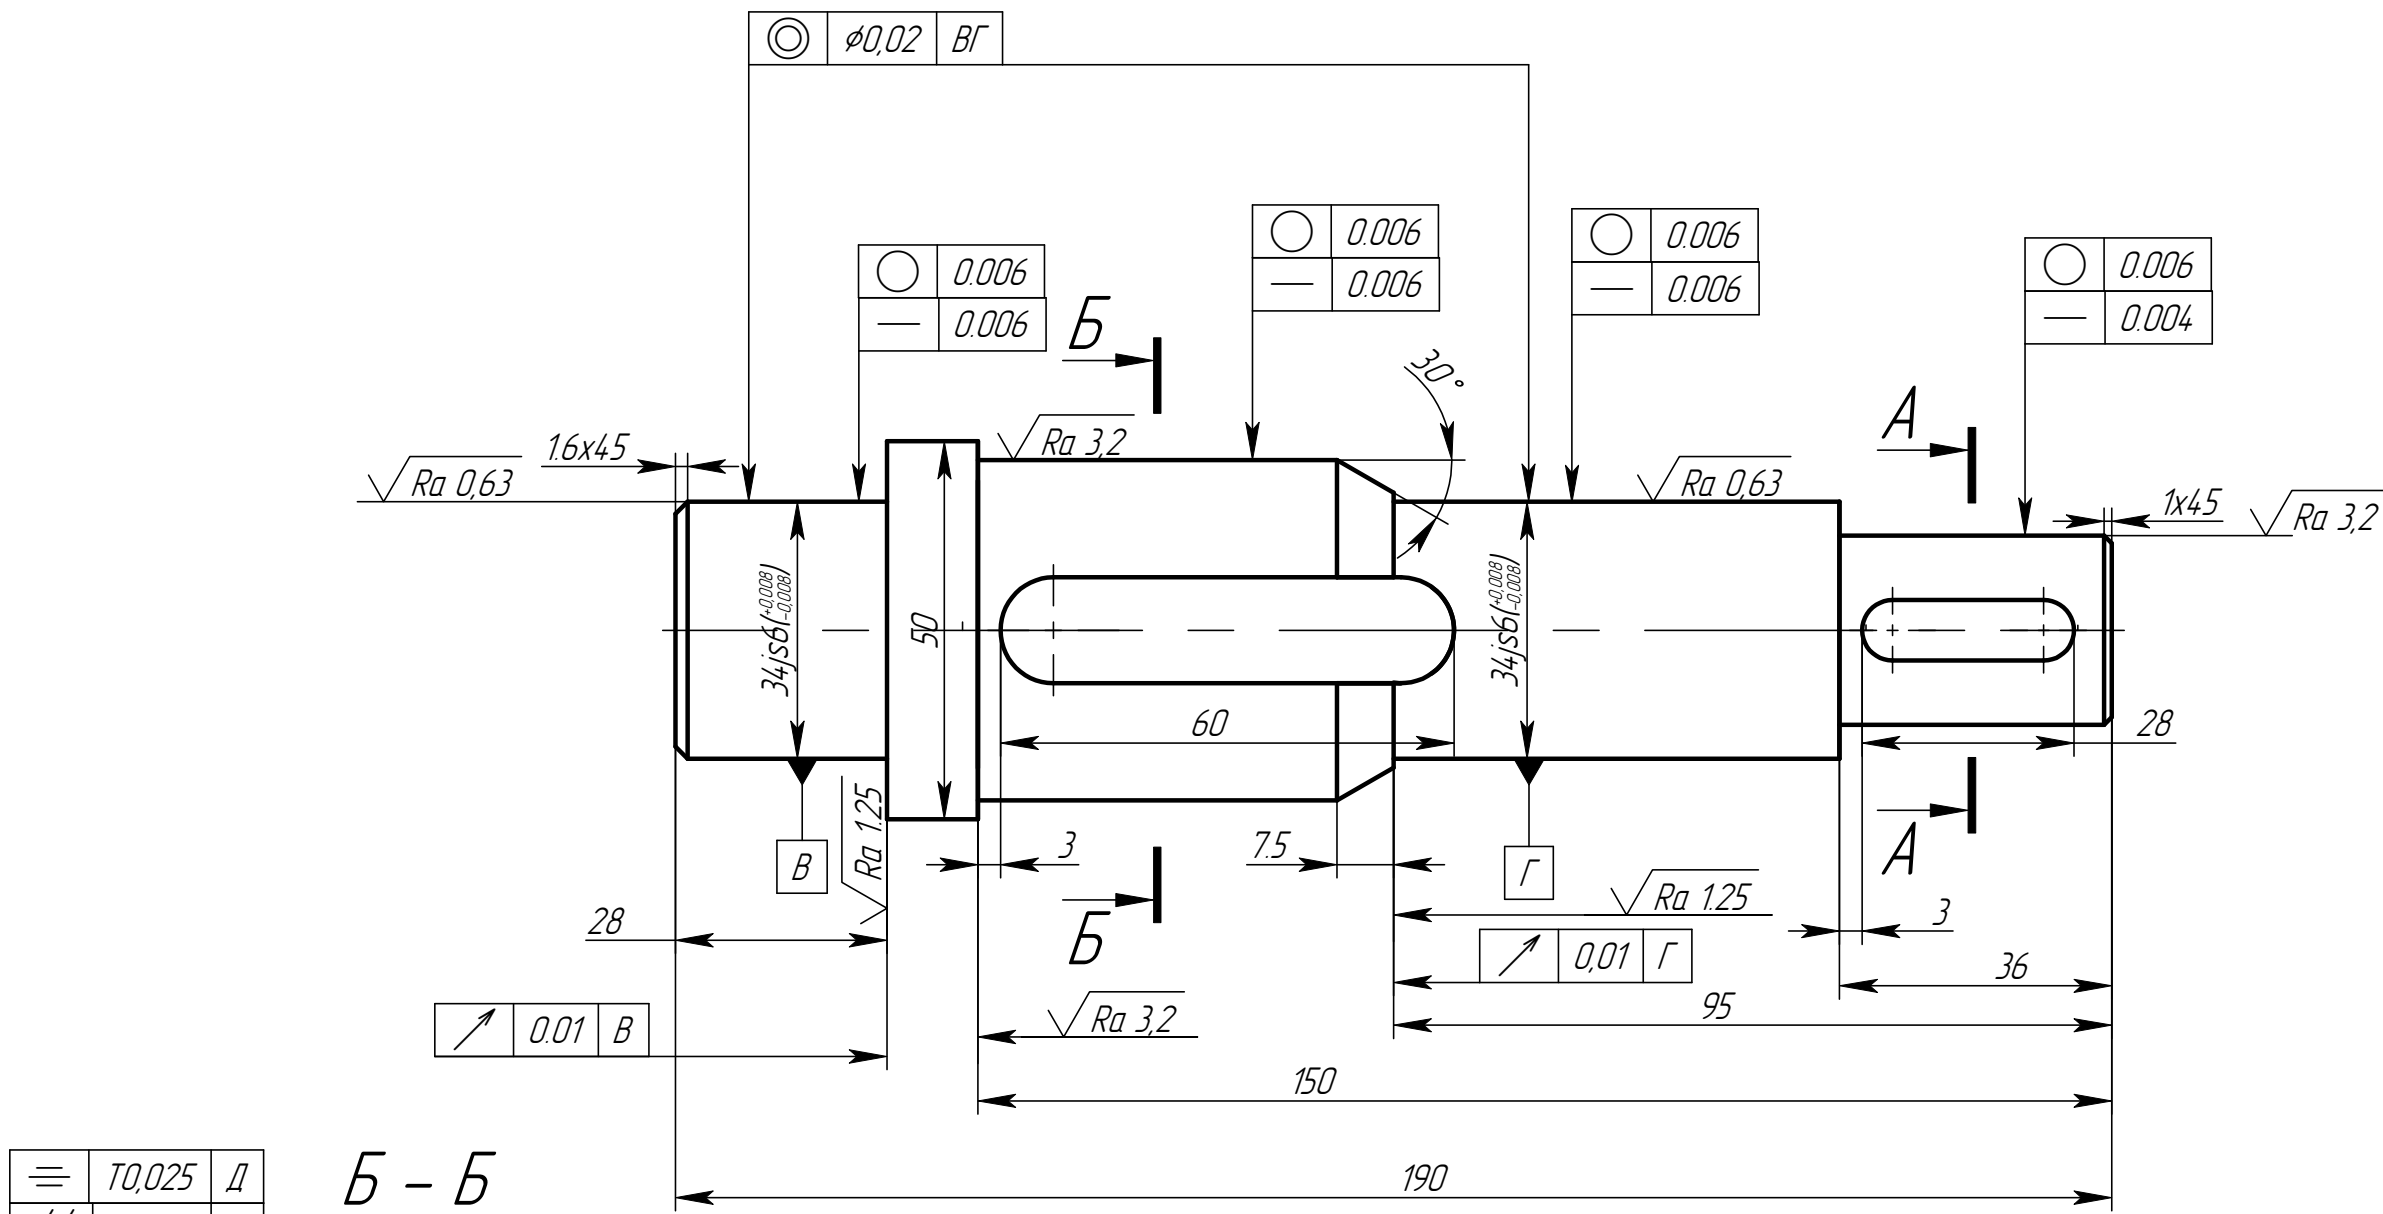 ⌀0,02 ВГ
0.006
0.006
0.006
0.006
0.006
0.006
0.006
0.004
Б
30°
А
Ra 3,2
1.6x45
Ra 0,63
Ra 0,63
1x45
Ra 3,2
34js6(+0,008 -0,008)
50
34js6(+0,008 -0,008)
60
28
Ra 1.25
3
7.5
В
Г
А
Ra 1.25
28
Б
3
0,01 Г
36
95
0.01 В
Ra 3,2
150
Т0,025 Д
Б – Б
190